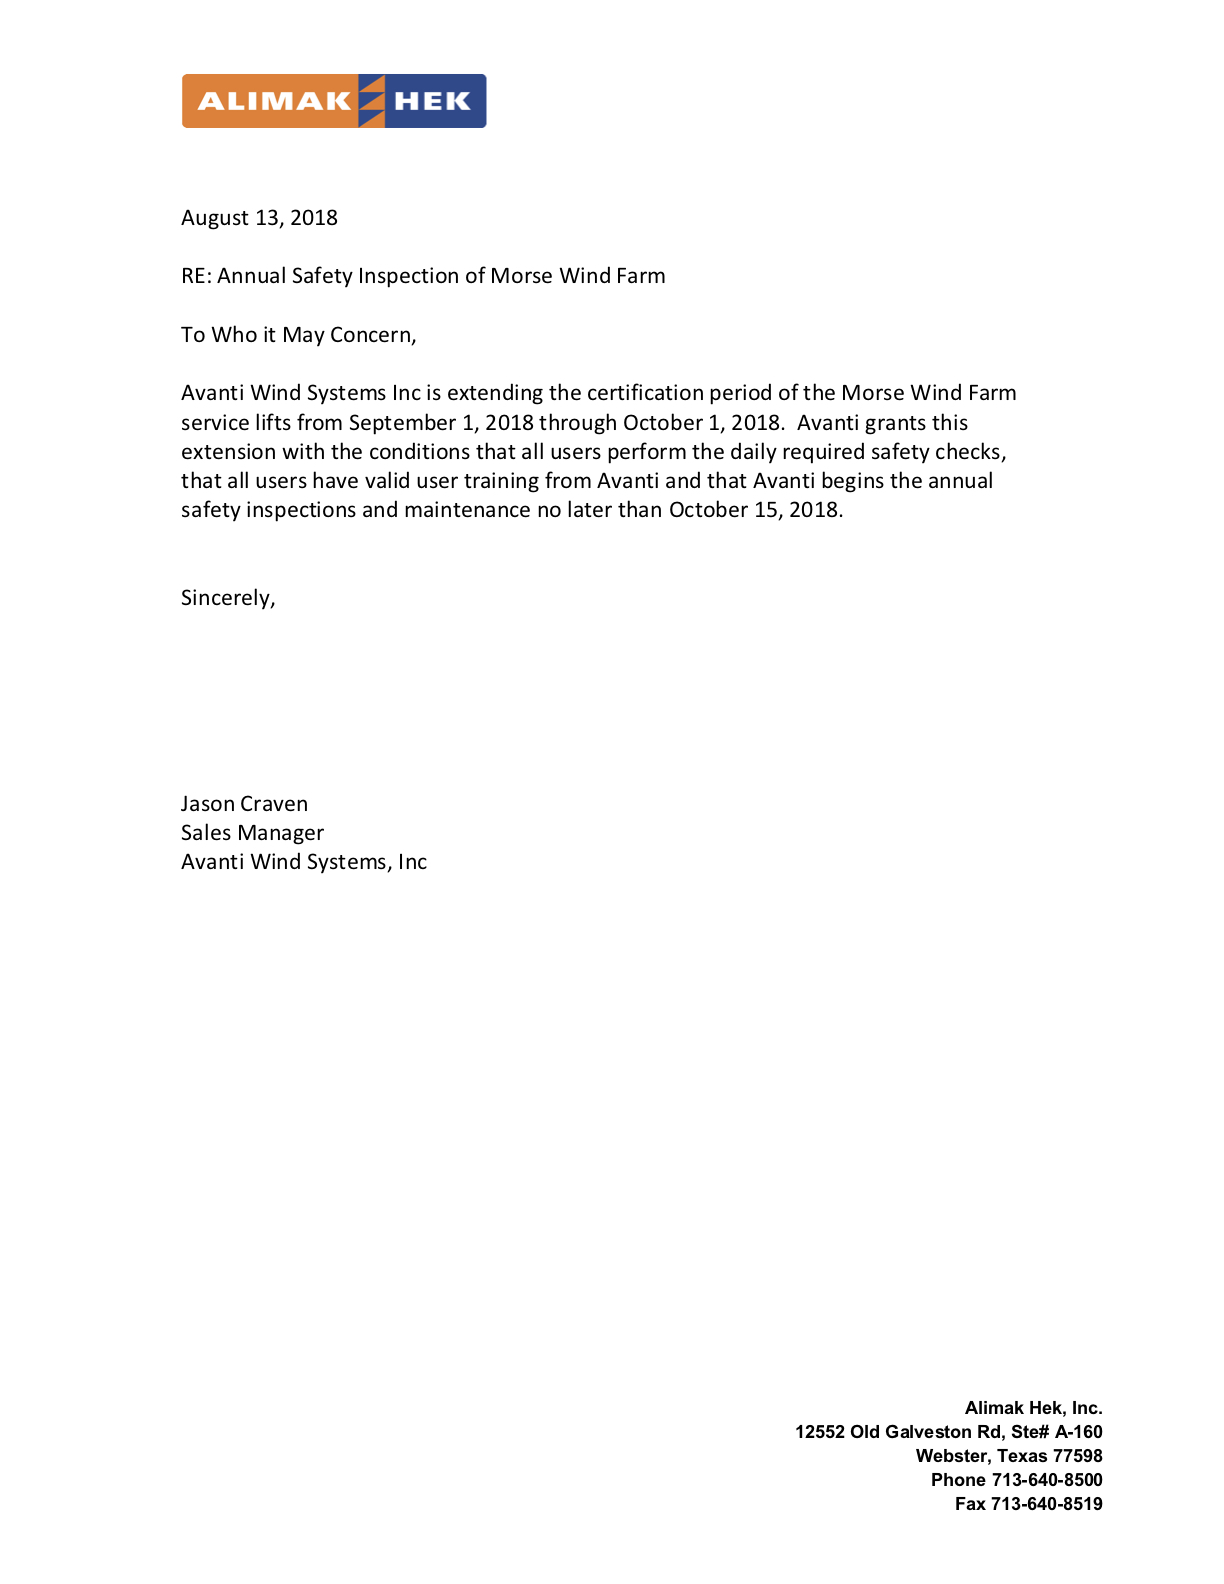 ALIMAK HEK
August 13, 2018
RE: Annual Safety Inspection of Morse Wind Farm
To Who it May Concern,
Avanti Wind Systems Inc is extending the certification period of the Morse Wind Farm
service lifts from September 1, 2018 through October 1, 2018.  Avanti grants this
extension with the conditions that all users perform the daily required safety checks,
that all users have valid user training from Avanti and that Avanti begins the annual
safety inspections and maintenance no later than October 15, 2018.
Sincerely,
Jason Craven
Sales Manager
Avanti Wind Systems, Inc
Alimak Hek, Inc.
12552 Old Galveston Rd, Ste# A-160
Webster, Texas 77598
Phone 713-640-8500
Fax 713-640-8519